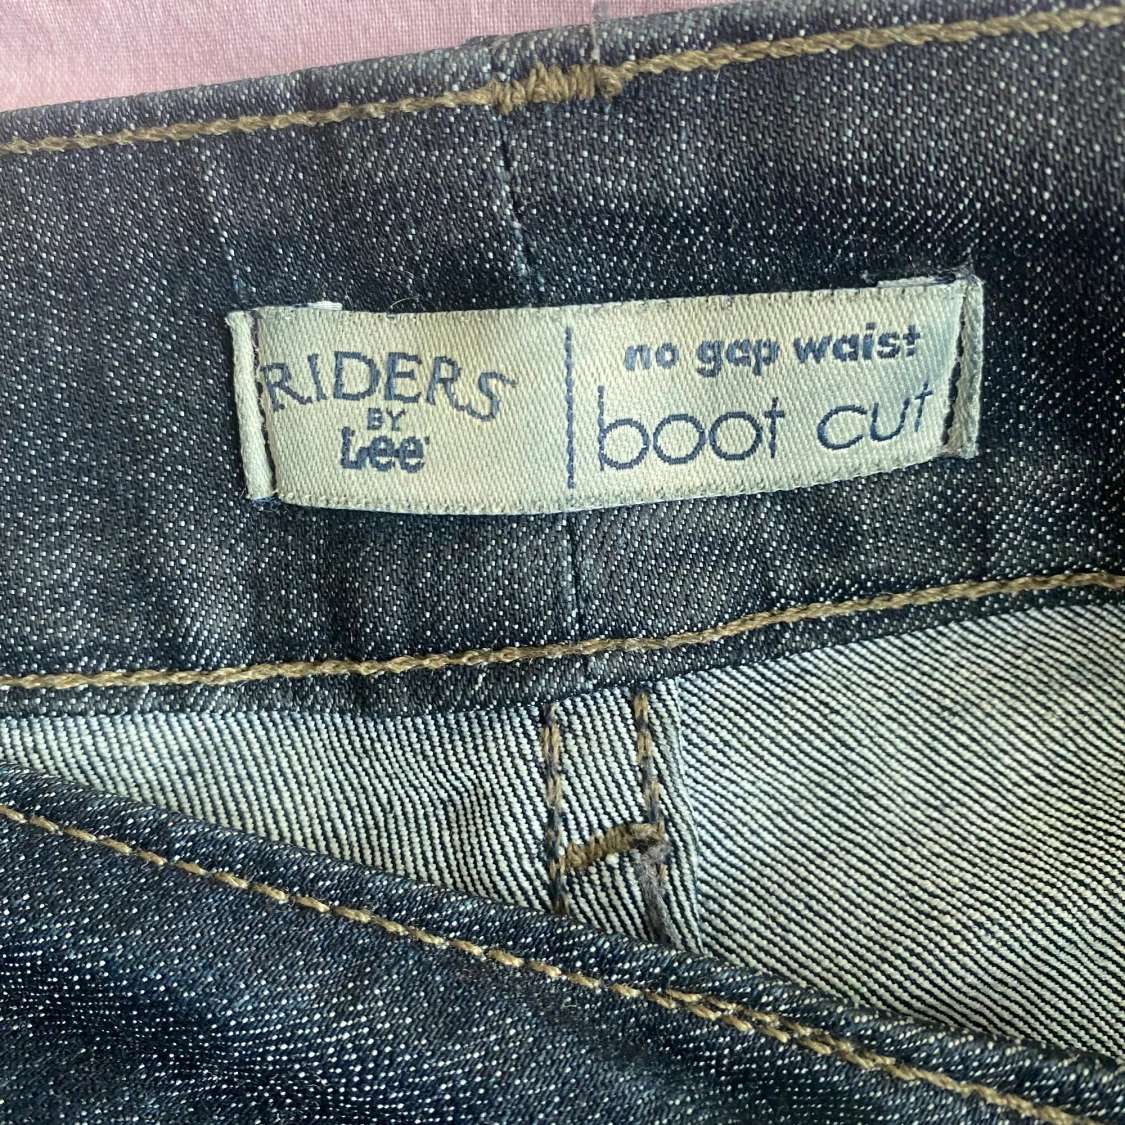 RIDERS
BY
Lee
no gap waist
boot cut